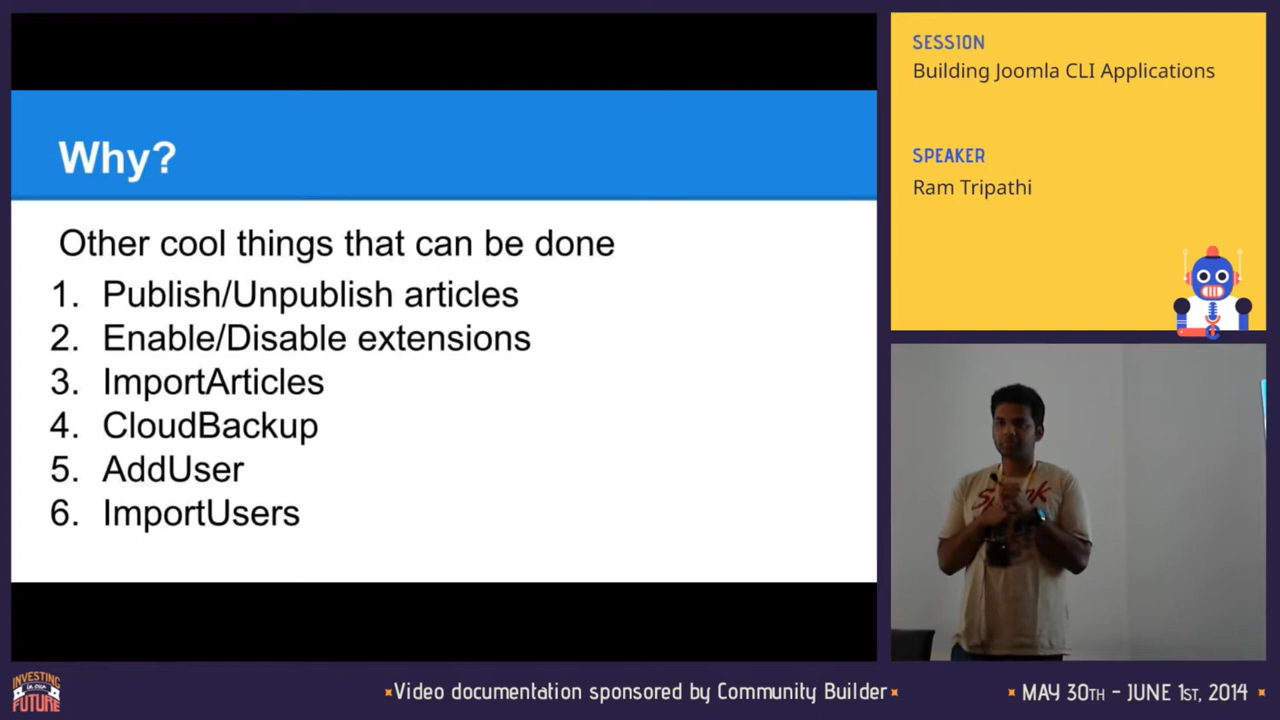 Why?
Other cool things that can be done
1. Publish/Unpublish articles
2. Enable/Disable extensions
3. ImportArticles
4. CloudBackup
5. AddUser
6. ImportUsers
SESSION
Building Joomla CLI Applications
SPEAKER
Ram Tripathi
INVESTING
IN OUR
FUTURE
Video documentation sponsored by Community Builder
MAY 30TH - JUNE 1ST, 2014